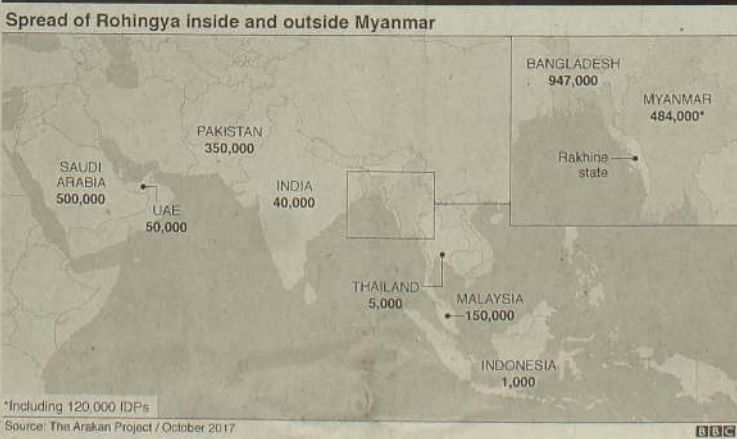 Spread of Rohingya inside and outside Myanmar
BANGLADESH
947,000
MYANMAR
484,000*
Rakhine
state
PAKISTAN
350,000
SAUDI
ARABIA
500,000
INDIA
40,000
UAE
50,000
THAILAND
5,000
MALAYSIA
150,000
INDONESIA
1,000
*Including 120,000 IDPs
Source: The Arakan Project / October 2017
BBC